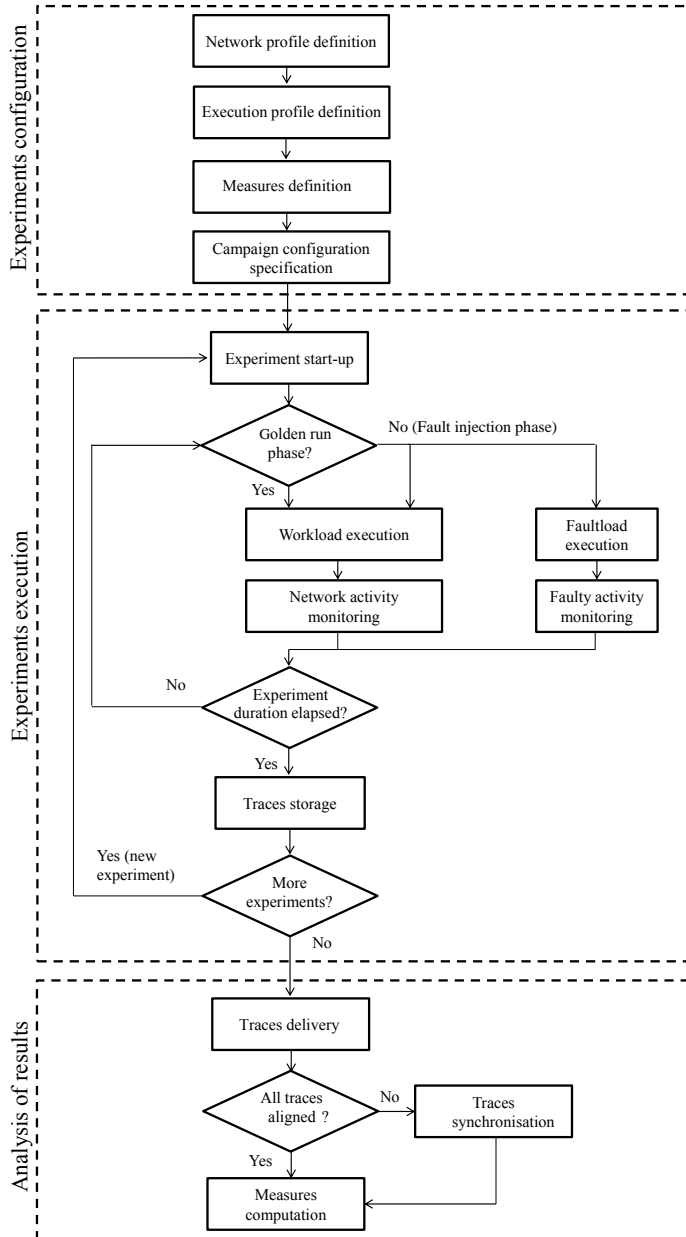 Experiments configuration
Network profile definition
Execution profile definition
Measures definition
Campaign configuration
specification
Experiments execution
Experiment start-up
Golden run
phase?
No (Fault injection phase)
Yes
Workload execution
Faultload
execution
Network activity
monitoring
Faulty activity
monitoring
No
Experiment
duration elapsed?
Yes
Traces storage
Yes (new
experiment)
More
experiments?
No
Analysis of results
Traces delivery
All traces
aligned ?
No
Traces
synchronisation
Yes
Measures
computation